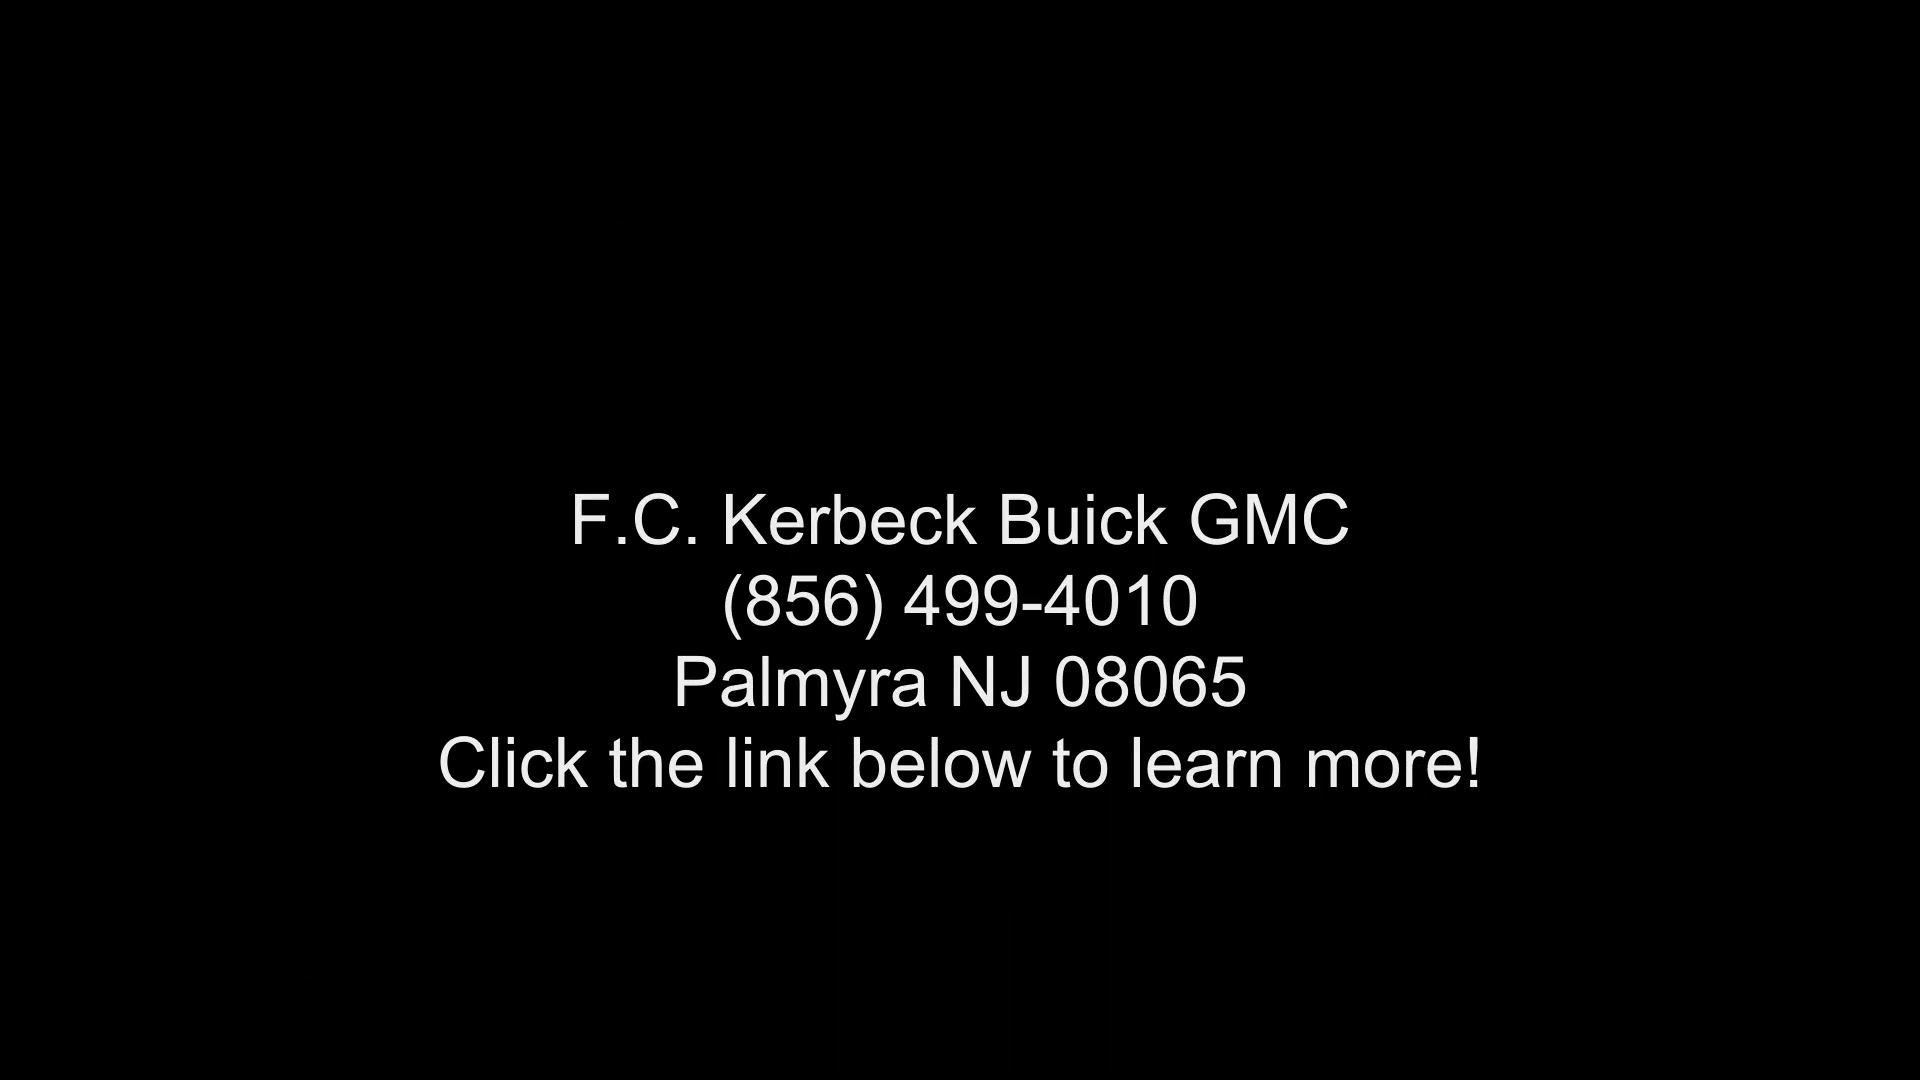 F.C. Kerbeck Buick GMC
(856) 499-4010
Palmyra NJ 08065
Click the link below to learn more!